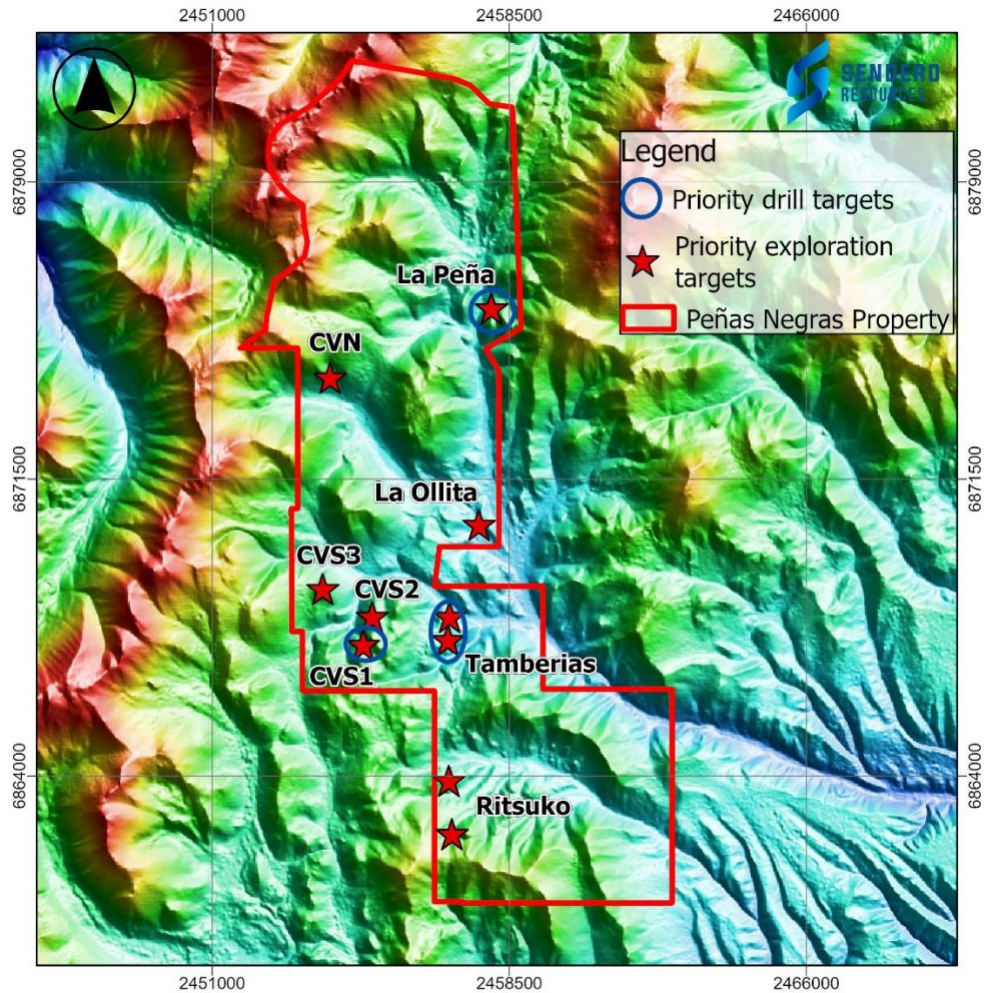 2451000
2458500
2466000
SENDERO
RESOURCES
Legend
Priority drill targets
Priority exploration
targets
Peñas Negras Property
6879000
6879000
La Peña
CVN
6871500
6871500
La Ollita
CVS3
CVS2
Tamberias
CVS1
6864000
6864000
Ritsuko
2451000
2458500
2466000